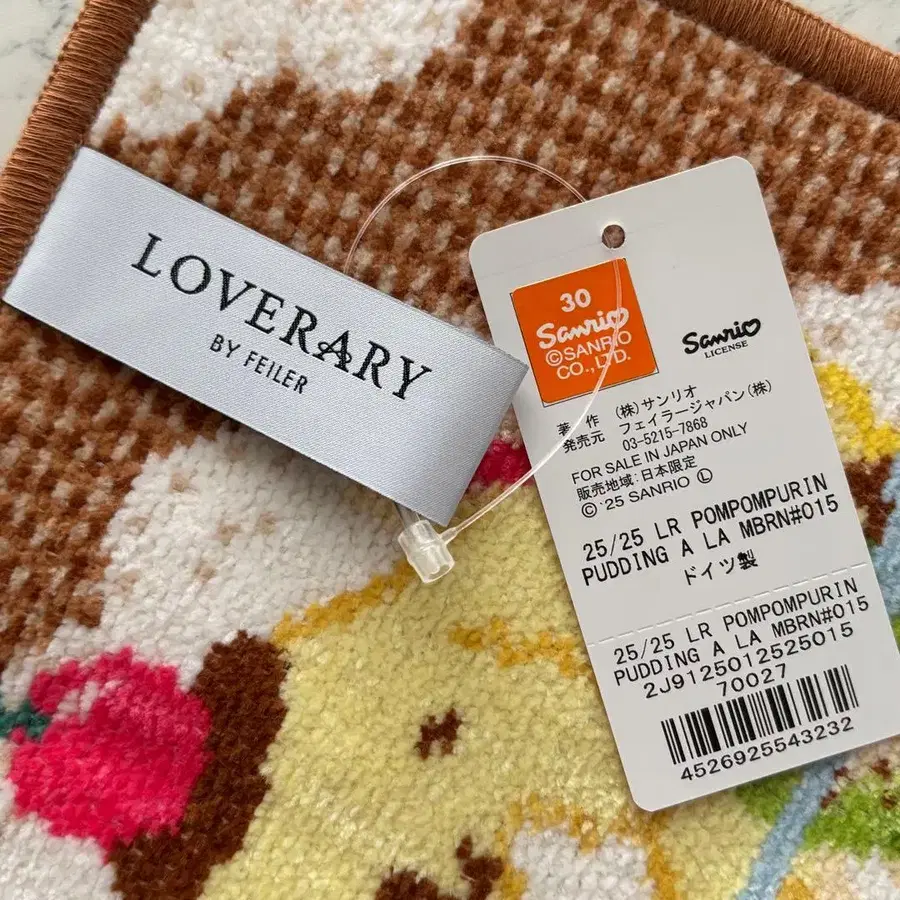 LOVERARY
BY FEILER
30
Sanrio
©SANRIO
CO.,LTD.
Sanrio
LICENSE
著　作 (株)サンリオ
発売元 フェイラージャパン(株)
03-5215-7868
FOR SALE IN JAPAN ONLY
販売地域:日本限定
©'25 SANRIO Ⓛ
25/25 LR POMPOMPURIN
PUDDING A LA MBRN#015
ドイツ製
25/25 LR POMPOMPURIN
PUDDING A LA MBRN#015
2J9125012525015
70027
4526925543232